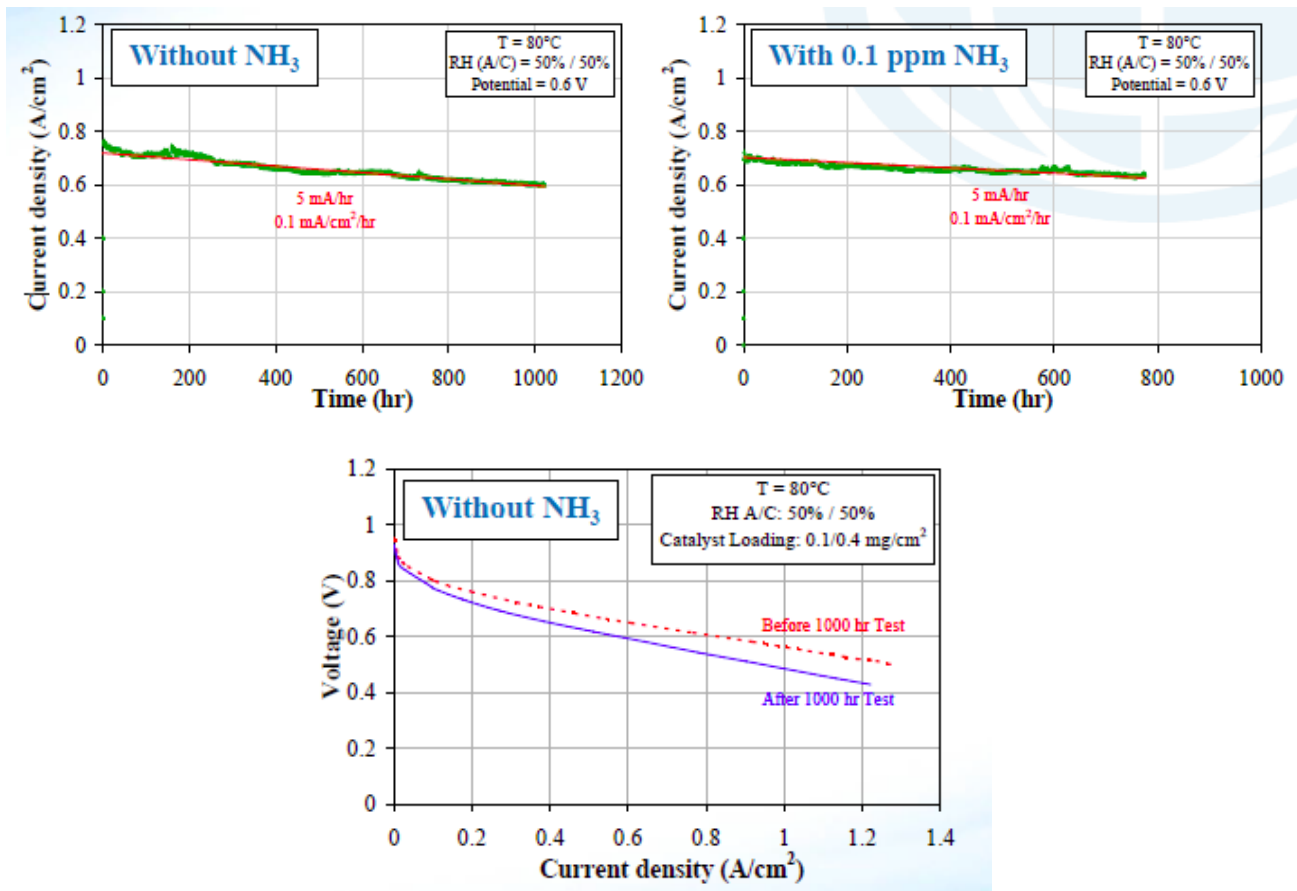 Without NH₃
T = 80°C
RH (A/C) = 50% / 50%
Potential = 0.6 V
Current density (A/cm²)
1.2
1
0.8
0.6
0.4
0.2
0
5 mA/hr
0.1 mA/cm²/hr
0 200 400 600 800 1000 1200
Time (hr)
With 0.1 ppm NH₃
T = 80°C
RH (A/C) = 50% / 50%
Potential = 0.6 V
Current density (A/cm²)
1.2
1
0.8
0.6
0.4
0.2
0
5 mA/hr
0.1 mA/cm²/hr
0 200 400 600 800 1000
Time (hr)
Without NH₃
T = 80°C
RH A/C: 50% / 50%
Catalyst Loading: 0.1/0.4 mg/cm²
Voltage (V)
1.2
1
0.8
0.6
0.4
0.2
0
Before 1000 hr Test
After 1000 hr Test
0 0.2 0.4 0.6 0.8 1 1.2 1.4
Current density (A/cm²)